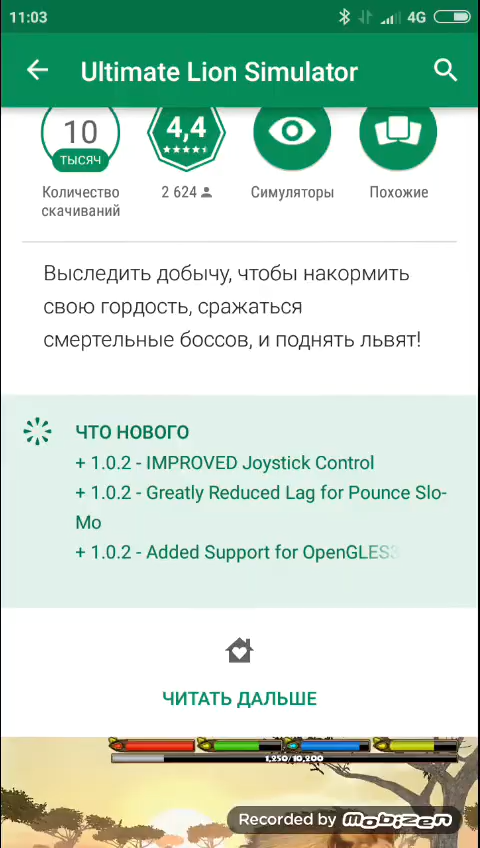 11:03
4G
Ultimate Lion Simulator
10
ТЫСЯЧ
4,4
Количество
скачиваний
2 624
Симуляторы
Похожие
Выследить добычу, чтобы накормить
свою гордость, сражаться
смертельные боссов, и поднять львят!
ЧТО НОВОГО
+ 1.0.2 - IMPROVED Joystick Control
+ 1.0.2 - Greatly Reduced Lag for Pounce Slo-
Mo
+ 1.0.2 - Added Support for OpenGLES3
ЧИТАТЬ ДАЛЬШЕ
1,250/10,200
Recorded by Mobizen